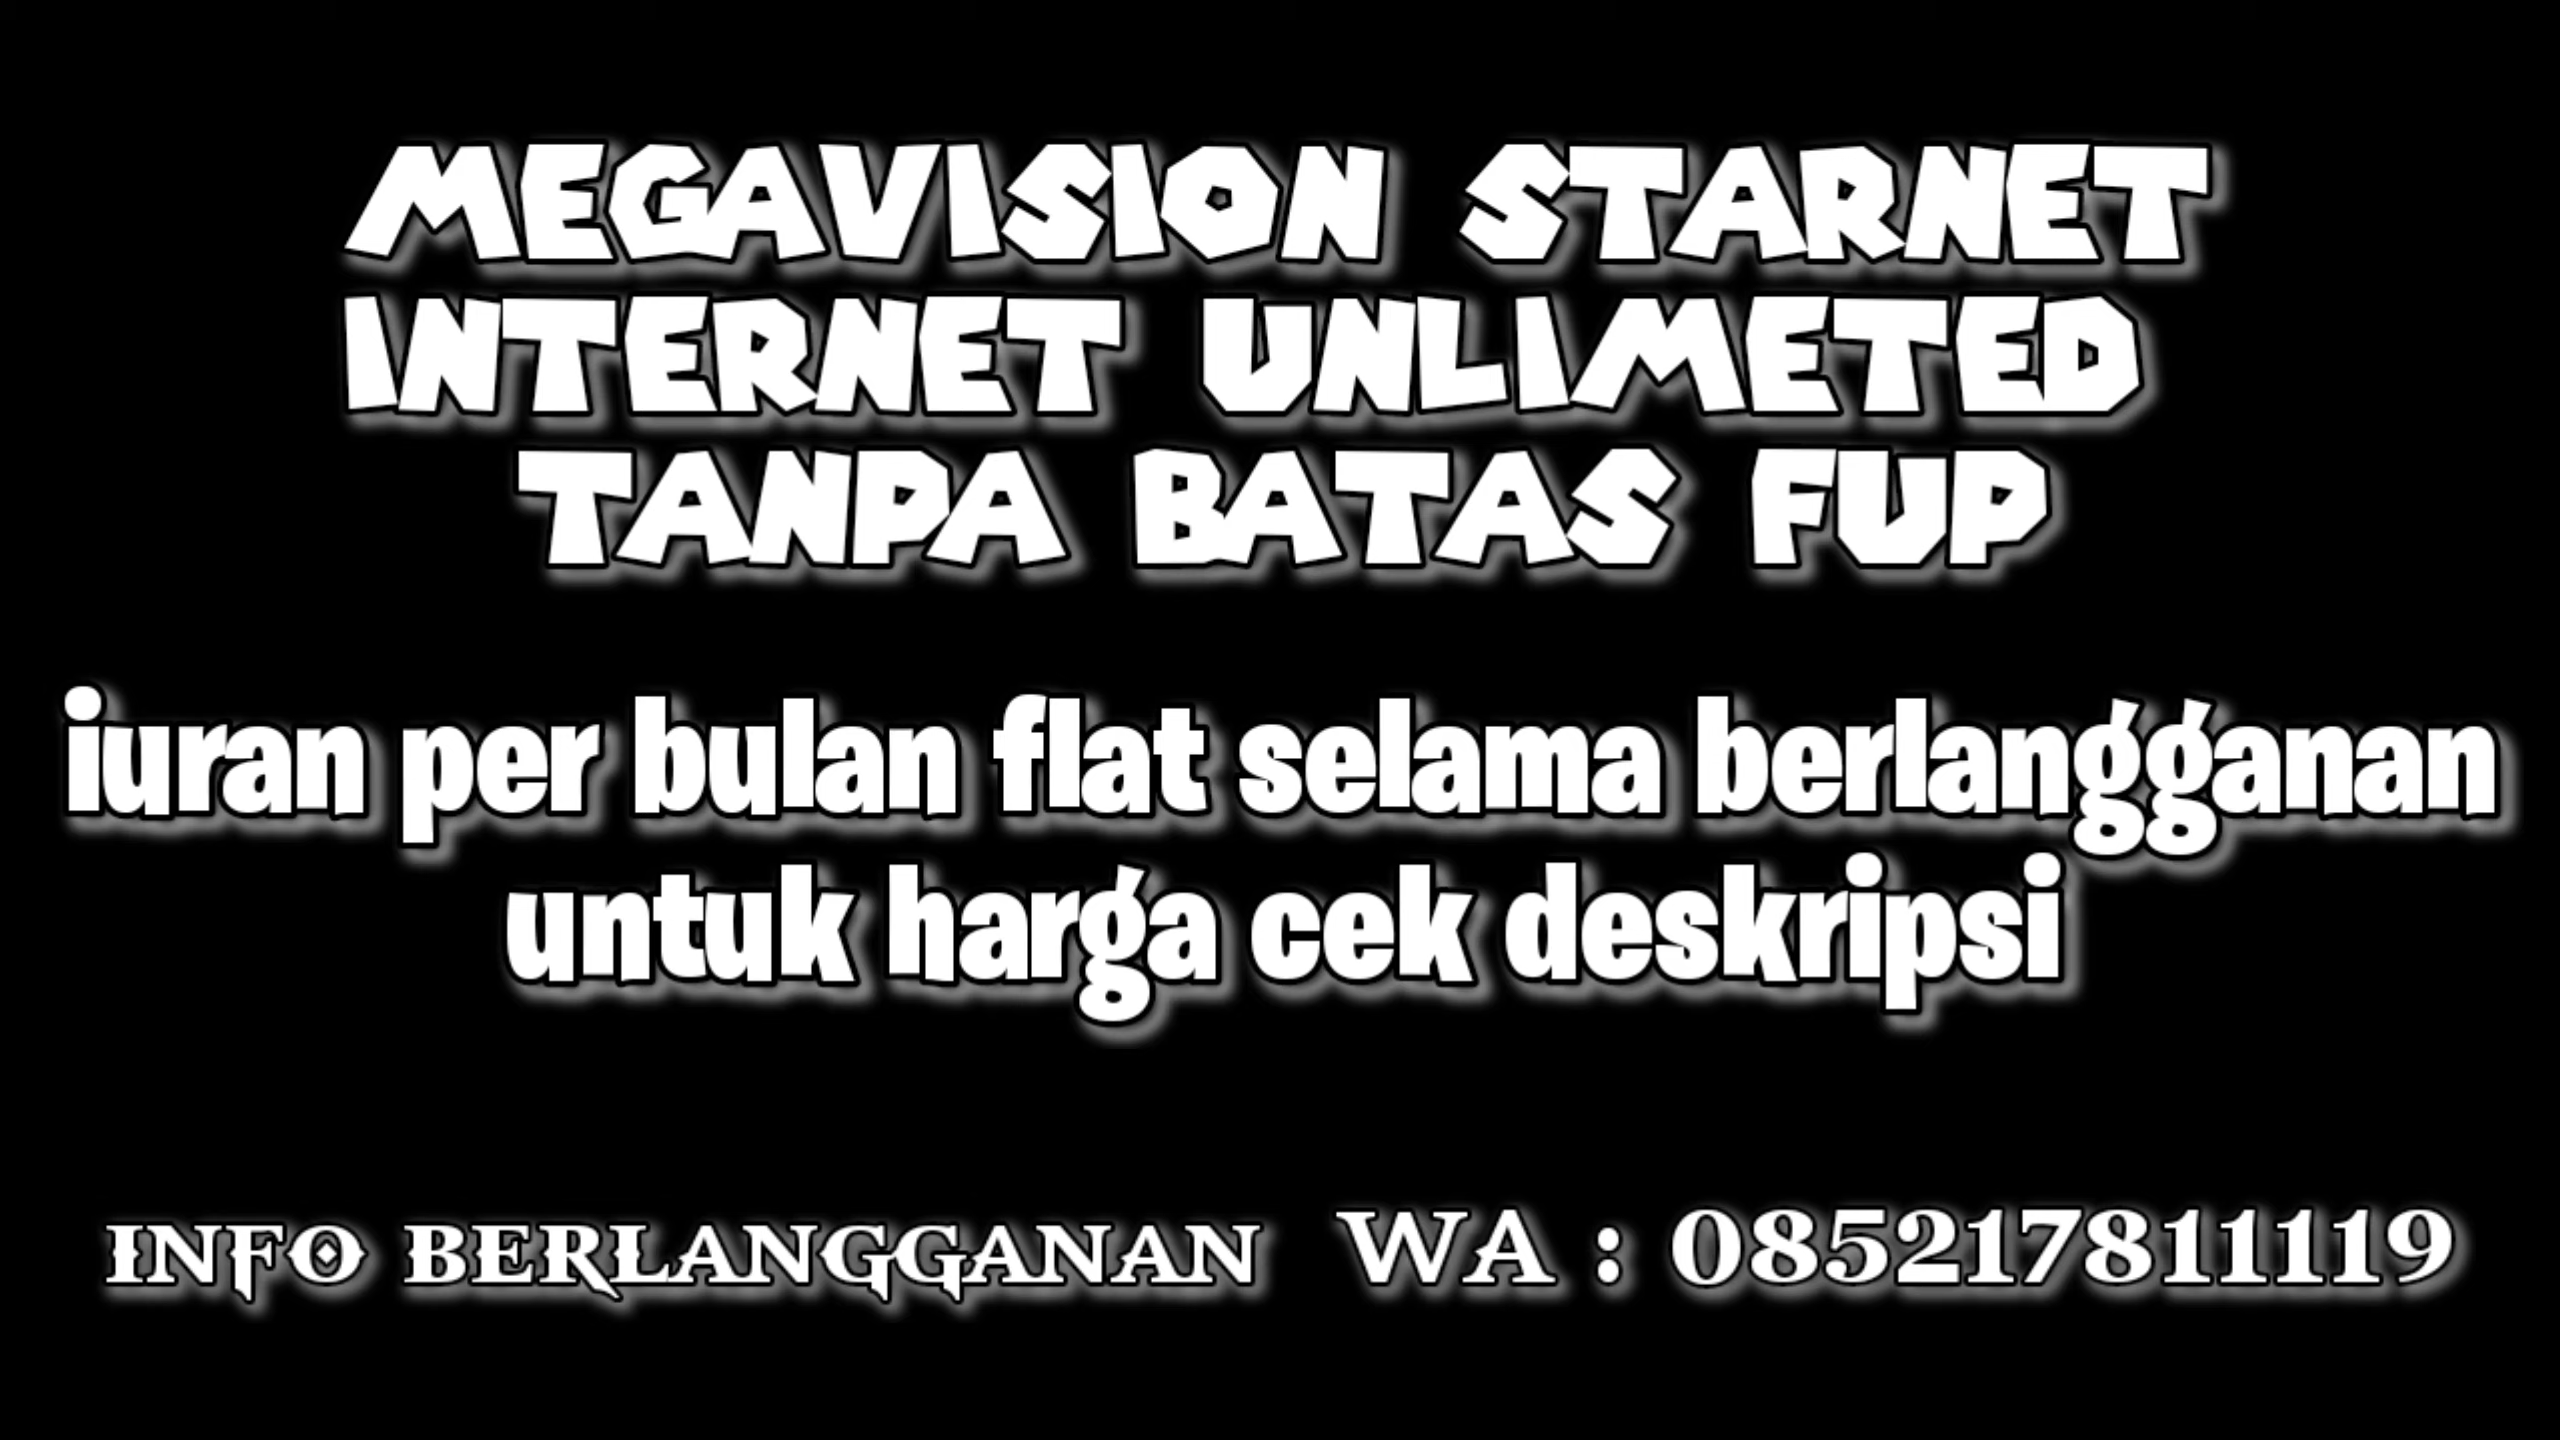 MEGAVISION STARNET
INTERNET UNLIMETED
TANPA BATAS FUP
iuran per bulan flat selama berlangganan
untuk harga cek deskripsi
INFO BERLANGGANAN WA : 085217811119